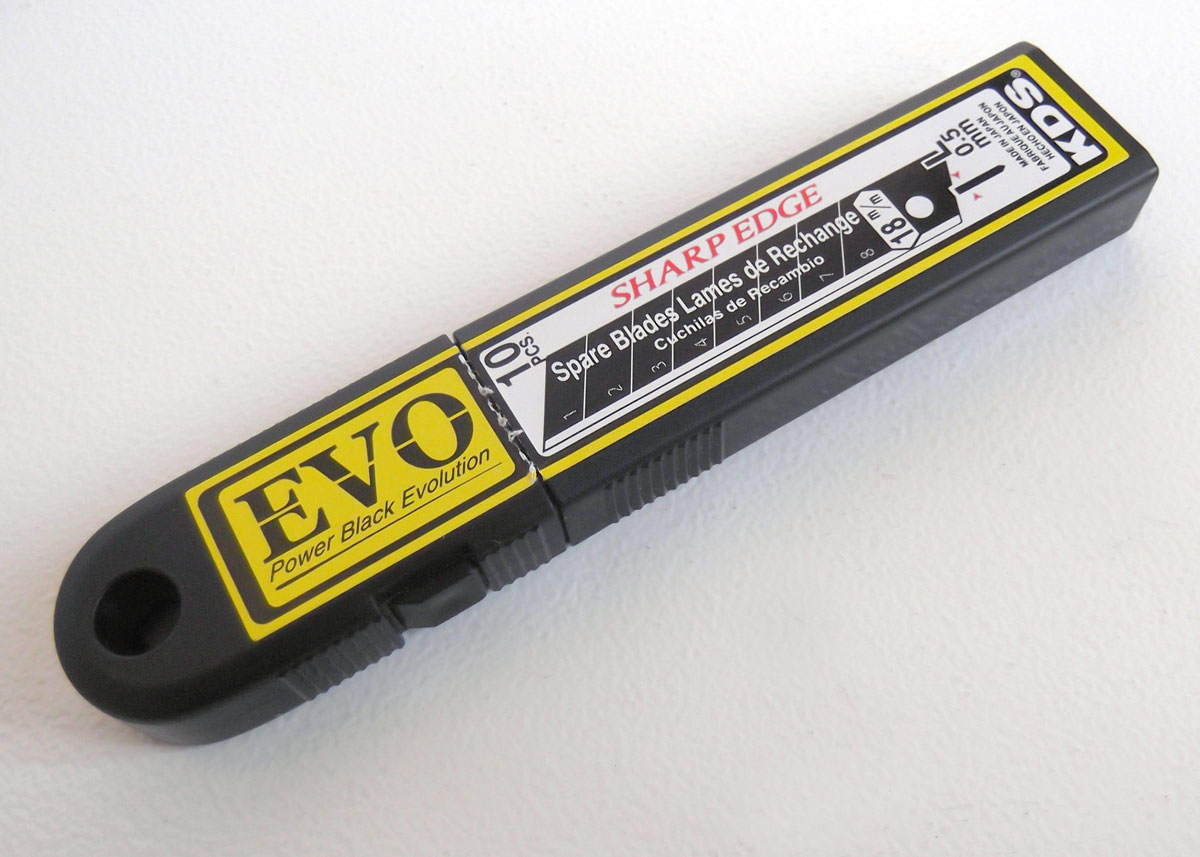 EVO
Power Black Evolution
10
pcs.
SHARP EDGE
Spare Blades Lames de Rechange
Cuchilas de Recambio
1 2 3 4 5 6 7 8
18 m/m
0.5
mm
MADE IN JAPAN
FABRIQUE AU JAPON
HECHO EN JAPON
KDS®